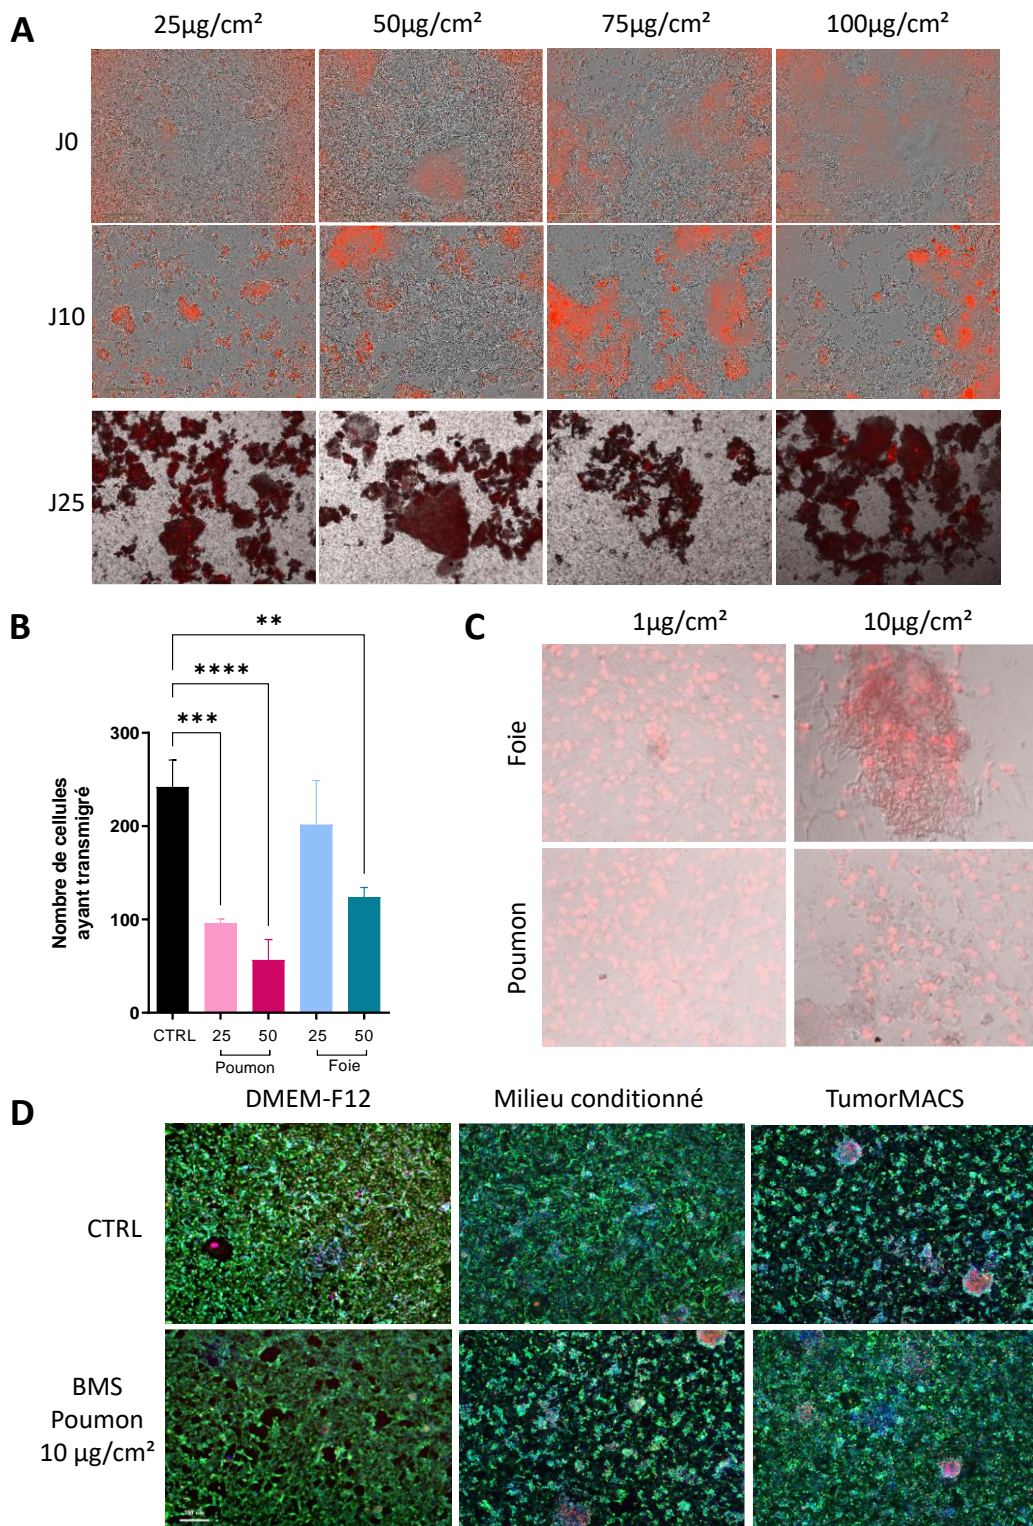 A
25µg/cm²
50µg/cm²
75µg/cm²
100µg/cm²
J0
J10
J25
B
**
****
***
300
200
100
0
Nombre de cellules
ayant transmigré
CTRL
25
50
25
50
Poumon
Foie
C
1µg/cm²
10µg/cm²
Foie
Poumon
D
DMEM-F12
Milieu conditionné
TumorMACS
CTRL
BMS
Poumon
10 µg/cm²